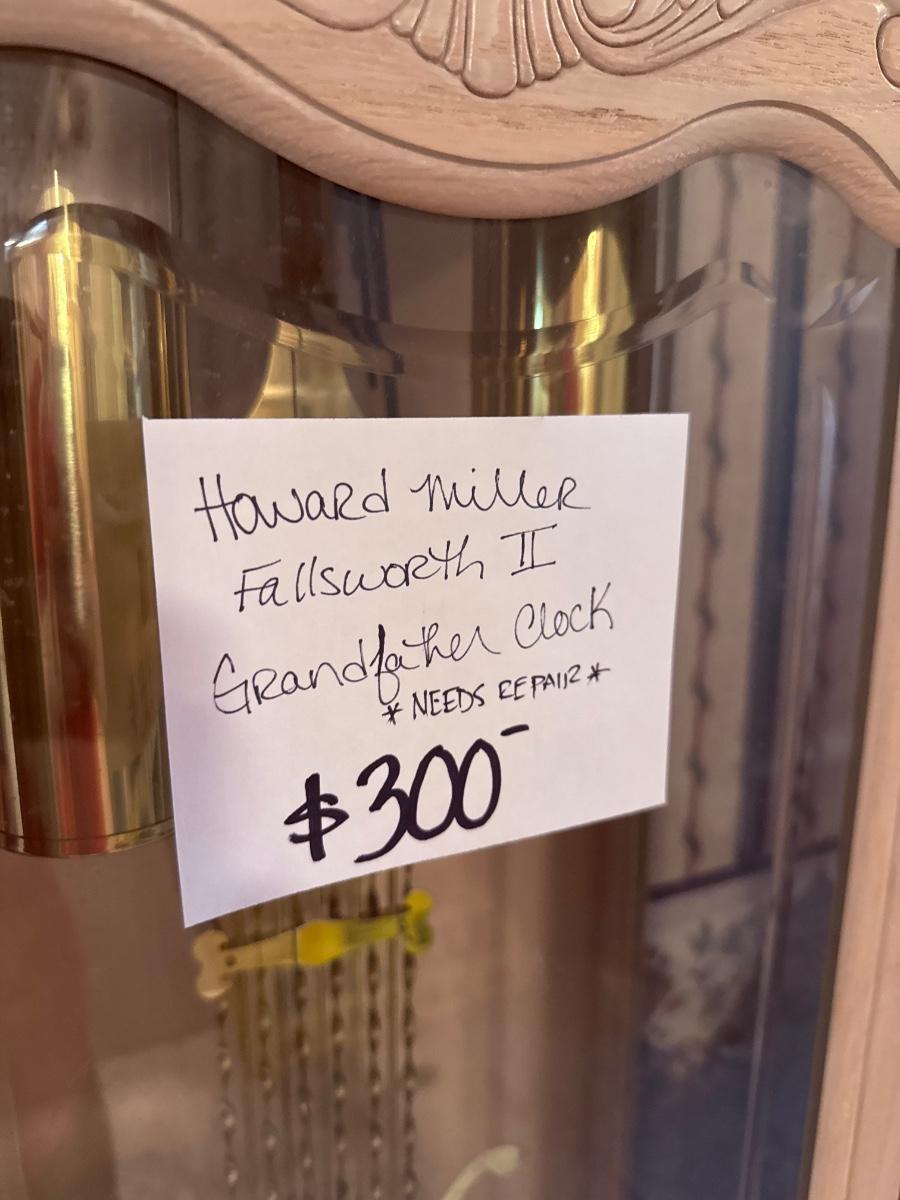 Howard Miller
Fallsworth II
Grandfather Clock
* NEEDS REPAIR *
$300-